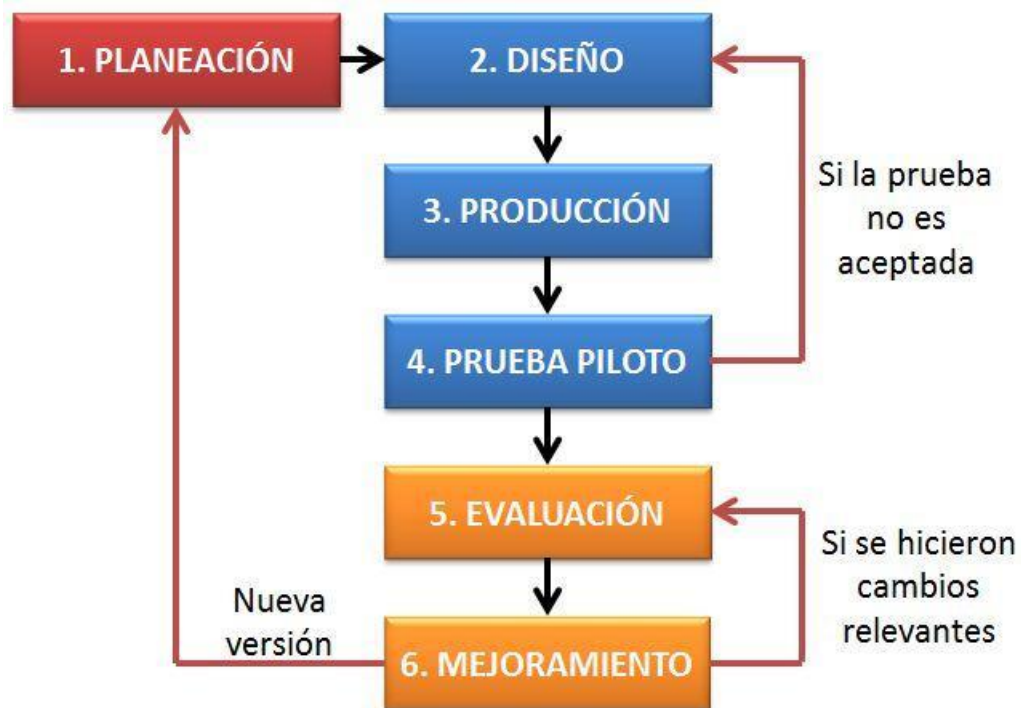 1. PLANEACIÓN
2. DISEÑO
3. PRODUCCIÓN
Si la prueba
no es
aceptada
4. PRUEBA PILOTO
5. EVALUACIÓN
Si se hicieron
cambios
relevantes
Nueva
versión
6. MEJORAMIENTO